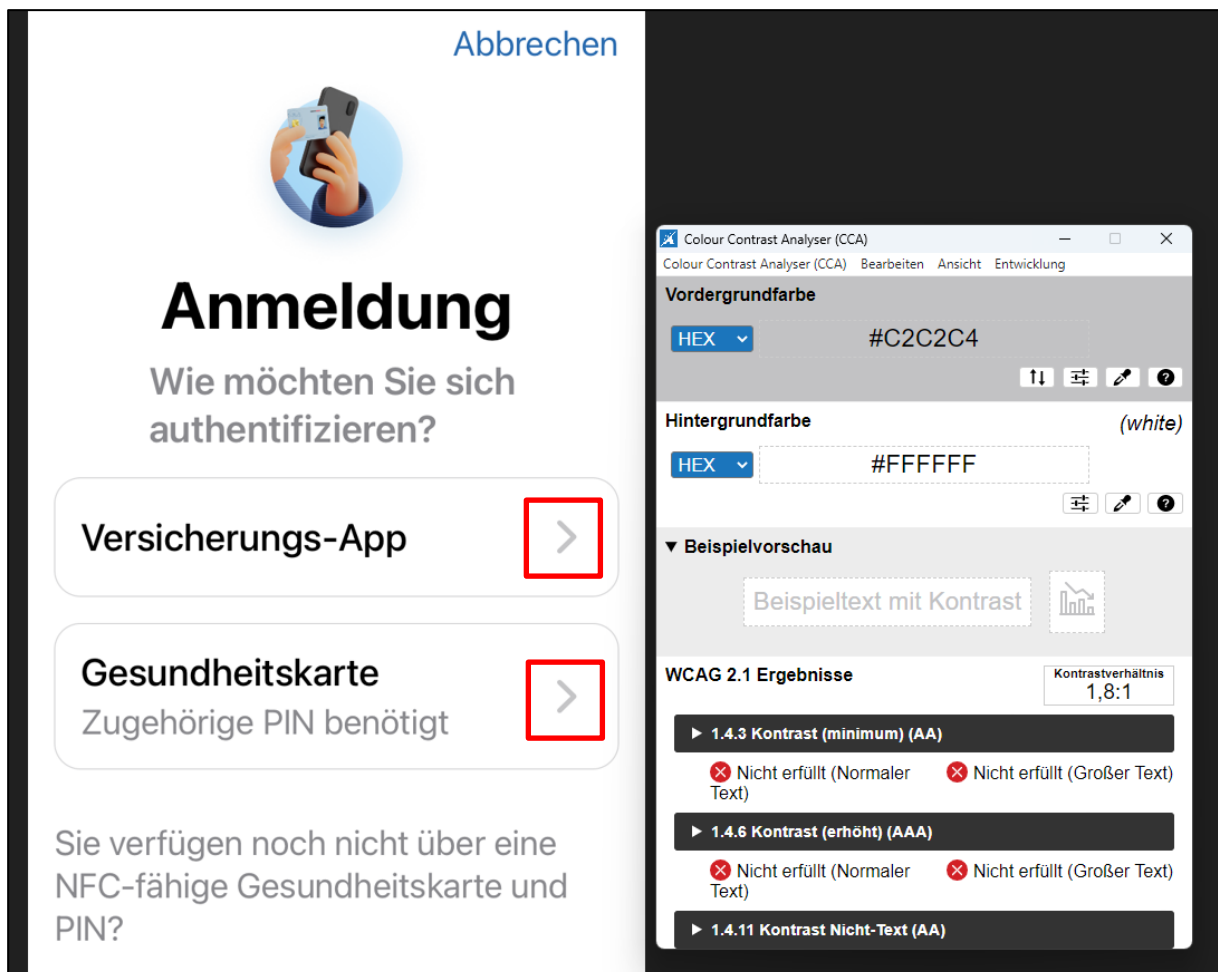 Abbrechen
Anmeldung
Wie möchten Sie sich
authentifizieren?
Versicherungs-App
Gesundheitskarte
Zugehörige PIN benötigt
Sie verfügen noch nicht über eine
NFC-fähige Gesundheitskarte und
PIN?
Colour Contrast Analyser (CCA)
Colour Contrast Analyser (CCA) Bearbeiten Ansicht Entwicklung
Vordergrundfarbe
HEX #C2C2C4
Hintergrundfarbe (white)
HEX #FFFFFF
Beispielvorschau
Beispieltext mit Kontrast
WCAG 2.1 Ergebnisse
Kontrastverhältnis
1,8:1
1.4.3 Kontrast (minimum) (AA)
Nicht erfüllt (Normaler
Text)
Nicht erfüllt (Großer Text)
1.4.6 Kontrast (erhöht) (AAA)
Nicht erfüllt (Normaler
Text)
Nicht erfüllt (Großer Text)
1.4.11 Kontrast Nicht-Text (AA)